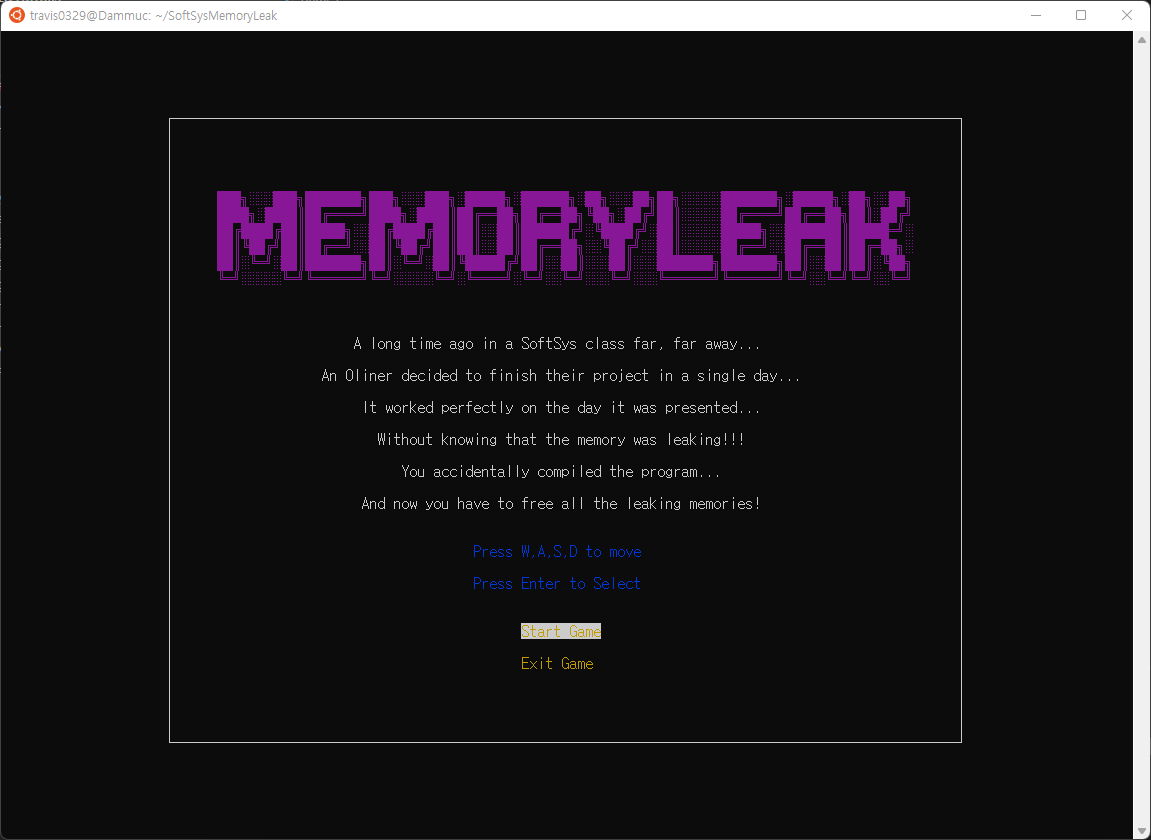 travis0329@Dammuc: ~/SoftSysMemoryLeak
MEMORYLEAK
A long time ago in a SoftSys class far, far away...
An Oliner decided to finish their project in a single day...
It worked perfectly on the day it was presented...
Without knowing that the memory was leaking!!!
You accidentally compiled the program...
And now you have to free all the leaking memories!
Press W,A,S,D to move
Press Enter to Select
Start Game
Exit Game